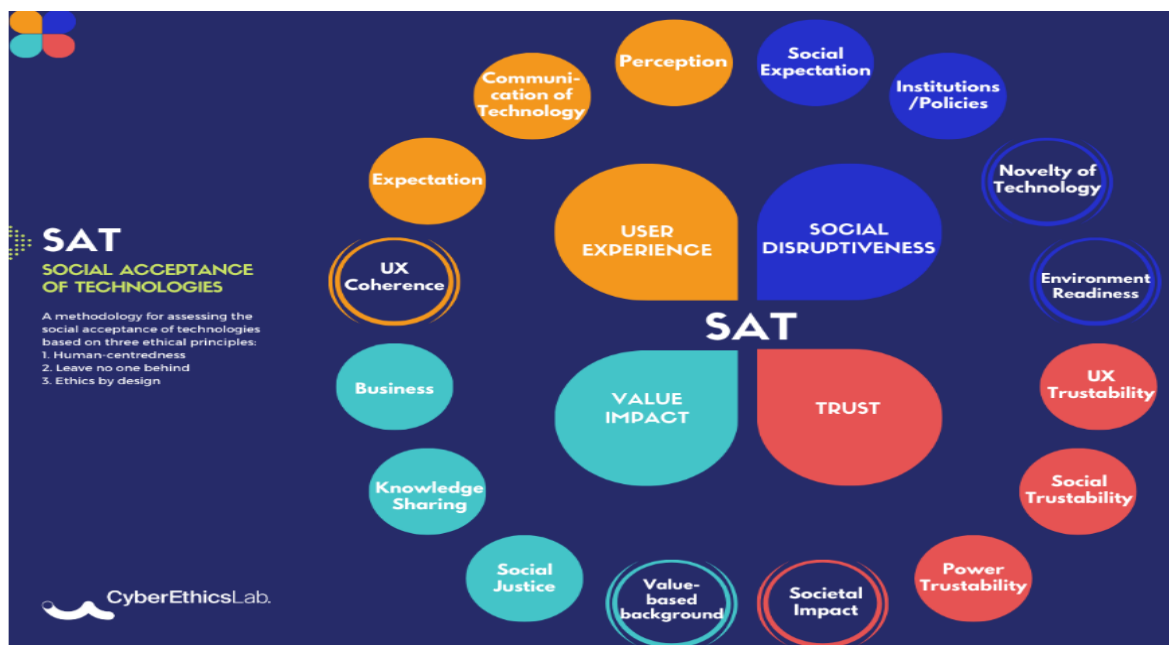 SAT
SOCIAL ACCEPTANCE
OF TECHNOLOGIES
A methodology for assessing the
social acceptance of technologies
based on three ethical principles:
1. Human-centredness
2. Leave no one behind
3. Ethics by design
CyberEthicsLab.
Perception
Social
Expectation
Communi-
cation of
Technology
Institutions
/Policies
Expectation
Novelty of
Technology
USER
EXPERIENCE
SOCIAL
DISRUPTIVENESS
UX
Coherence
Environment
Readiness
SAT
Business
VALUE
IMPACT
TRUST
UX
Trustability
Knowledge
Sharing
Social
Trustability
Social
Justice
Value-
based
background
Societal
Impact
Power
Trustability